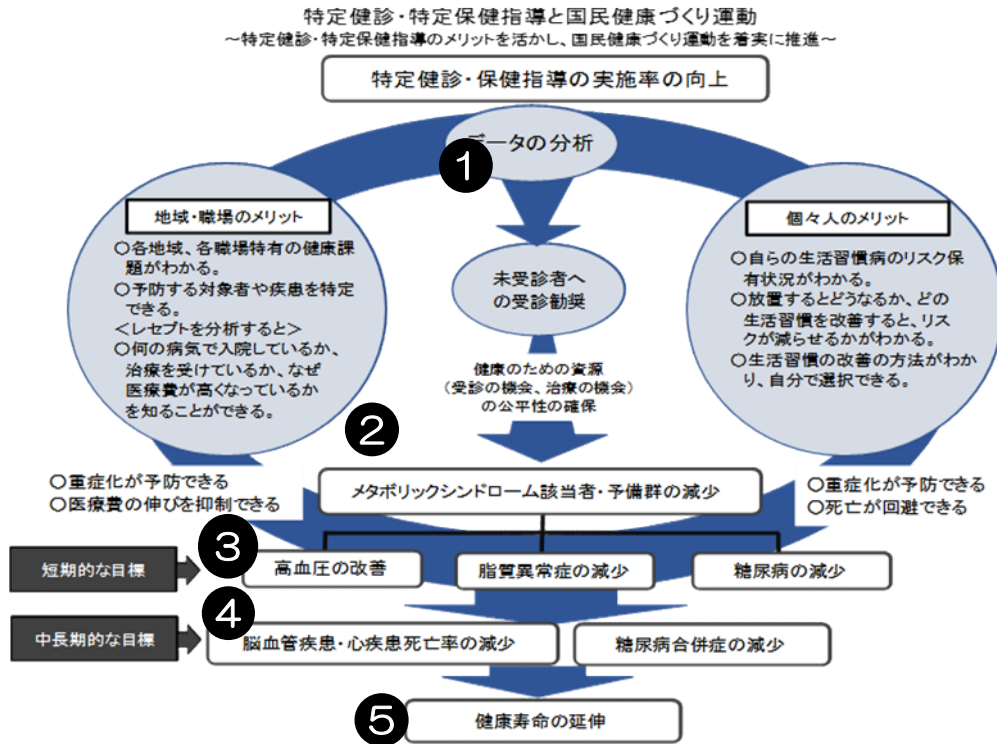 特定健診・特定保健指導と国民健康づくり運動
～特定健診・特定保健指導のメリットを活かし、国民健康づくり運動を着実に推進～
特定健診・保健指導の実施率の向上
データの分析
❶
地域・職場のメリット
○各地域、各職場特有の健康課
題がわかる。
○予防する対象者や疾患を特定
できる。
＜レセプトを分析すると＞
○何の病気で入院しているか、
治療を受けているか、なぜ
医療費が高くなっているか
を知ることができる。
未受診者へ
の受診勧奨
個々人のメリット
○自らの生活習慣病のリスク保
有状況がわかる。
○放置するとどうなるか、どの
生活習慣を改善すると、リス
クが減らせるかがわかる。
○生活習慣の改善の方法がわか
り、自分で選択できる。
健康のための資源
（受診の機会、治療の機会）
の公平性の確保
❷
○重症化が予防できる
○医療費の伸びを抑制できる
メタボリックシンドローム該当者・予備群の減少
○重症化が予防できる
○死亡が回避できる
短期的な目標
❸
高血圧の改善
脂質異常症の減少
糖尿病の減少
中長期的な目標
❹
脳血管疾患・心疾患死亡率の減少
糖尿病合併症の減少
❺
健康寿命の延伸